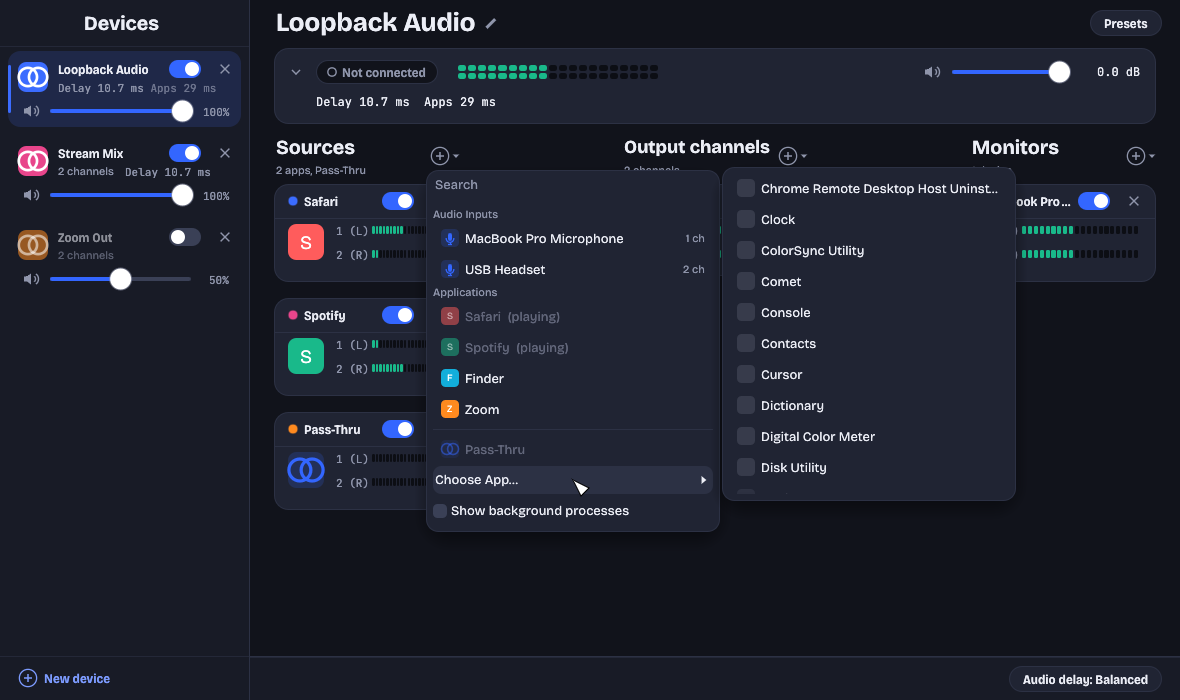 Devices
Loopback Audio
Delay 10.7 ms Apps 29 ms
100%
Stream Mix
2 channels Delay 10.7 ms
100%
Zoom Out
2 channels
50%
New device
Loopback Audio
Presets
Not connected
0.0 dB
Delay 10.7 ms Apps 29 ms
Sources
2 apps, Pass-Thru
Output channels
Monitors
Safari
S
1 (L)
2 (R)
Spotify
S
1 (L)
2 (R)
Pass-Thru
1 (L)
2 (R)
Search
Audio Inputs
MacBook Pro Microphone 1 ch
USB Headset 2 ch
Applications
S Safari (playing)
S Spotify (playing)
F Finder
Z Zoom
Pass-Thru
Choose App...
Show background processes
Chrome Remote Desktop Host Uninst...
Clock
ColorSync Utility
Comet
Console
Contacts
Cursor
Dictionary
Digital Color Meter
Disk Utility
ook Pro...
Audio delay: Balanced